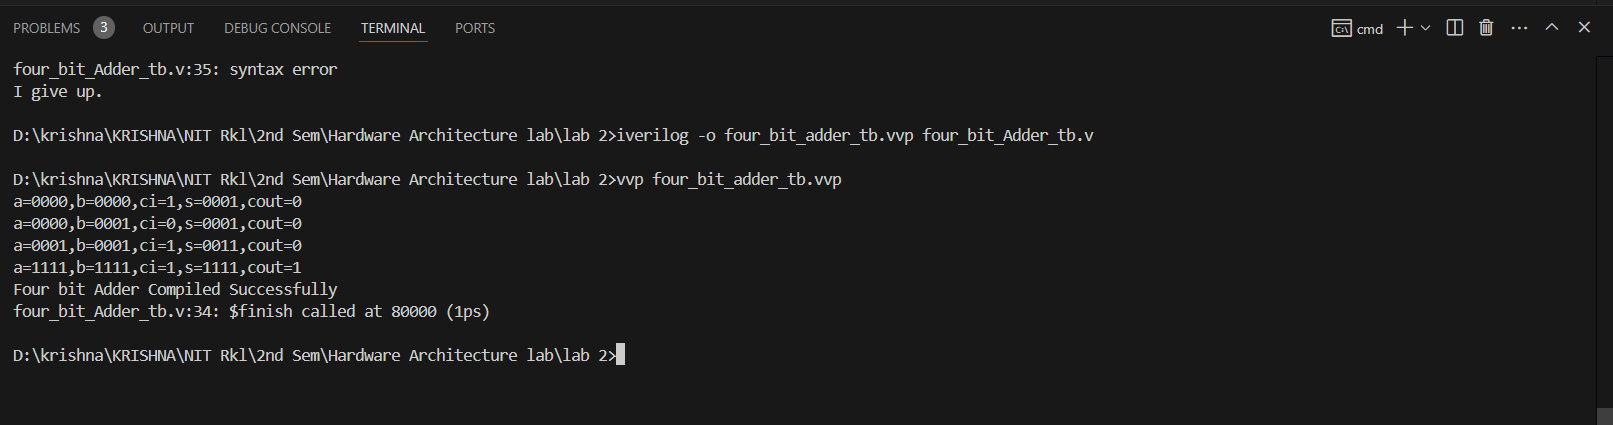 PROBLEMS 3 OUTPUT DEBUG CONSOLE TERMINAL PORTS cmd
four_bit_Adder_tb.v:35: syntax error
I give up.
D:\krishna\KRISHNA\NIT Rkl\2nd Sem\Hardware Architecture lab\lab 2>iverilog -o four_bit_adder_tb.vvp four_bit_Adder_tb.v
D:\krishna\KRISHNA\NIT Rkl\2nd Sem\Hardware Architecture lab\lab 2>vvp four_bit_adder_tb.vvp
a=0000,b=0000,ci=1,s=0001,cout=0
a=0000,b=0001,ci=0,s=0001,cout=0
a=0001,b=0001,ci=1,s=0011,cout=0
a=1111,b=1111,ci=1,s=1111,cout=1
Four bit Adder Compiled Successfully
four_bit_Adder_tb.v:34: $finish called at 80000 (1ps)
D:\krishna\KRISHNA\NIT Rkl\2nd Sem\Hardware Architecture lab\lab 2>